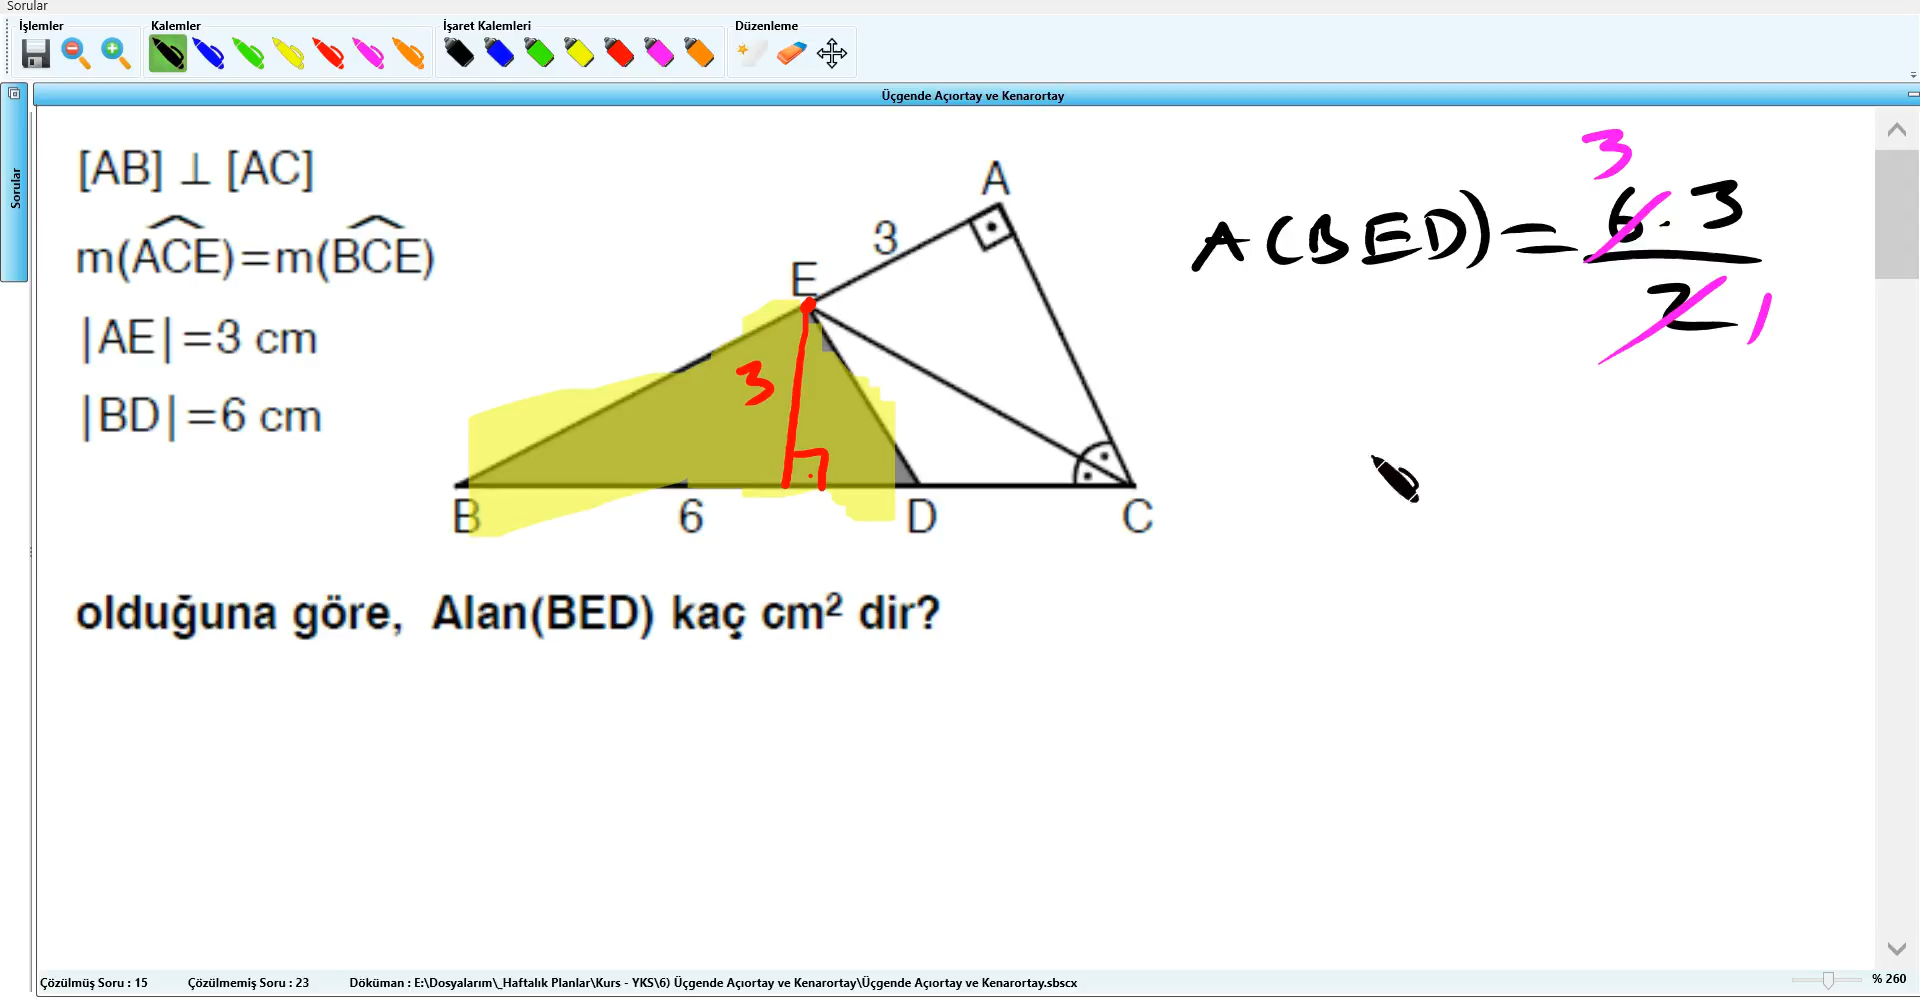 Sorular
İşlemler
Kalemler
İşaret Kalemleri
Düzenleme
Üçgende Açıortay ve Kenarortay
Sorular
[AB] ⊥ [AC]
m(ACE)=m(BCE)
|AE|=3 cm
|BD|=6 cm
A
3
E
3
B
6
D
C
A(BED)=
3
6.3
2
1
olduğuna göre, Alan(BED) kaç cm² dir?
Çözülmüş Soru : 15
Çözülmemiş Soru : 23
Döküman : E:\Dosyalarım\_Haftalık Planlar\Kurs - YKS\6) Üçgende Açıortay ve Kenarortay\Üçgende Açıortay ve Kenarortay.sbscx
% 260